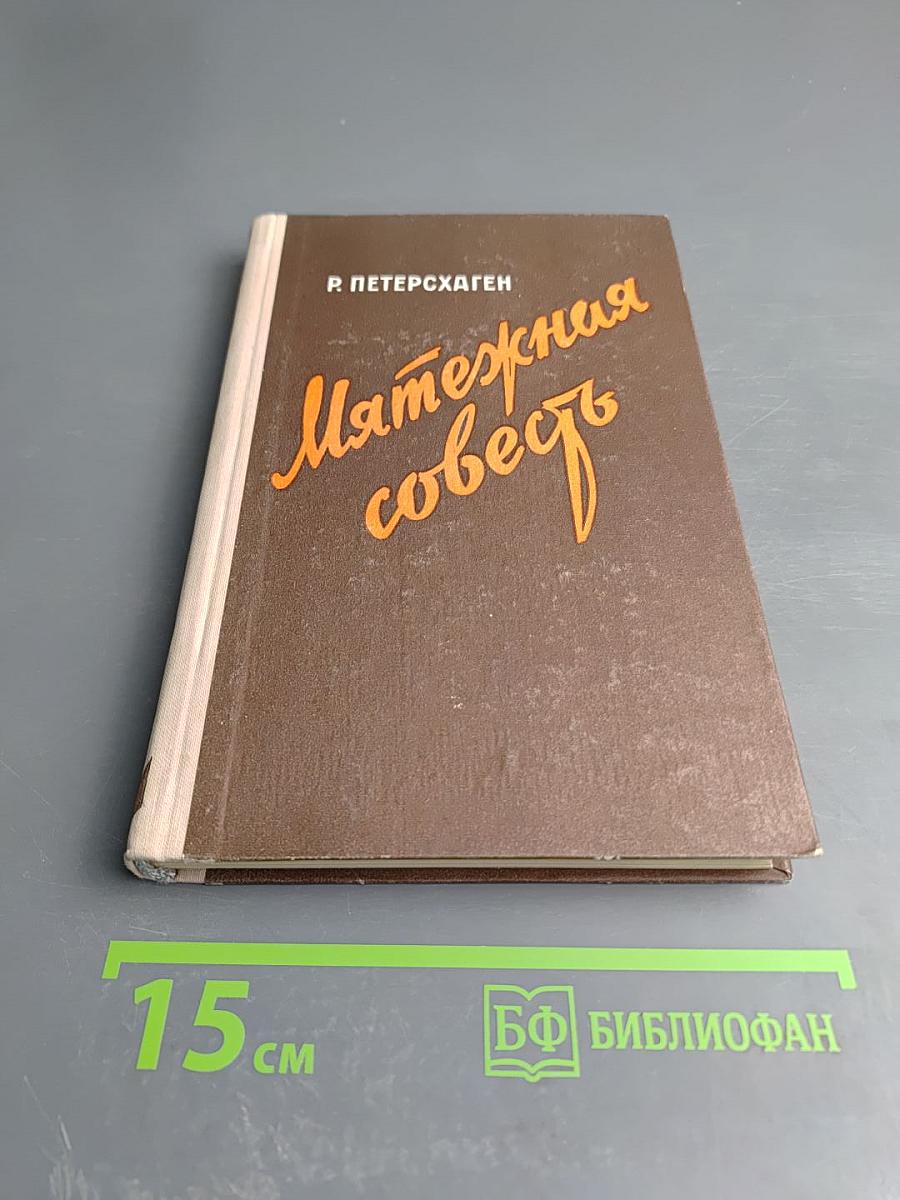 Р. ПЕТЕРСХАГЕН
Мятежная
совесть
15 см
БФ БИБЛИОФАН